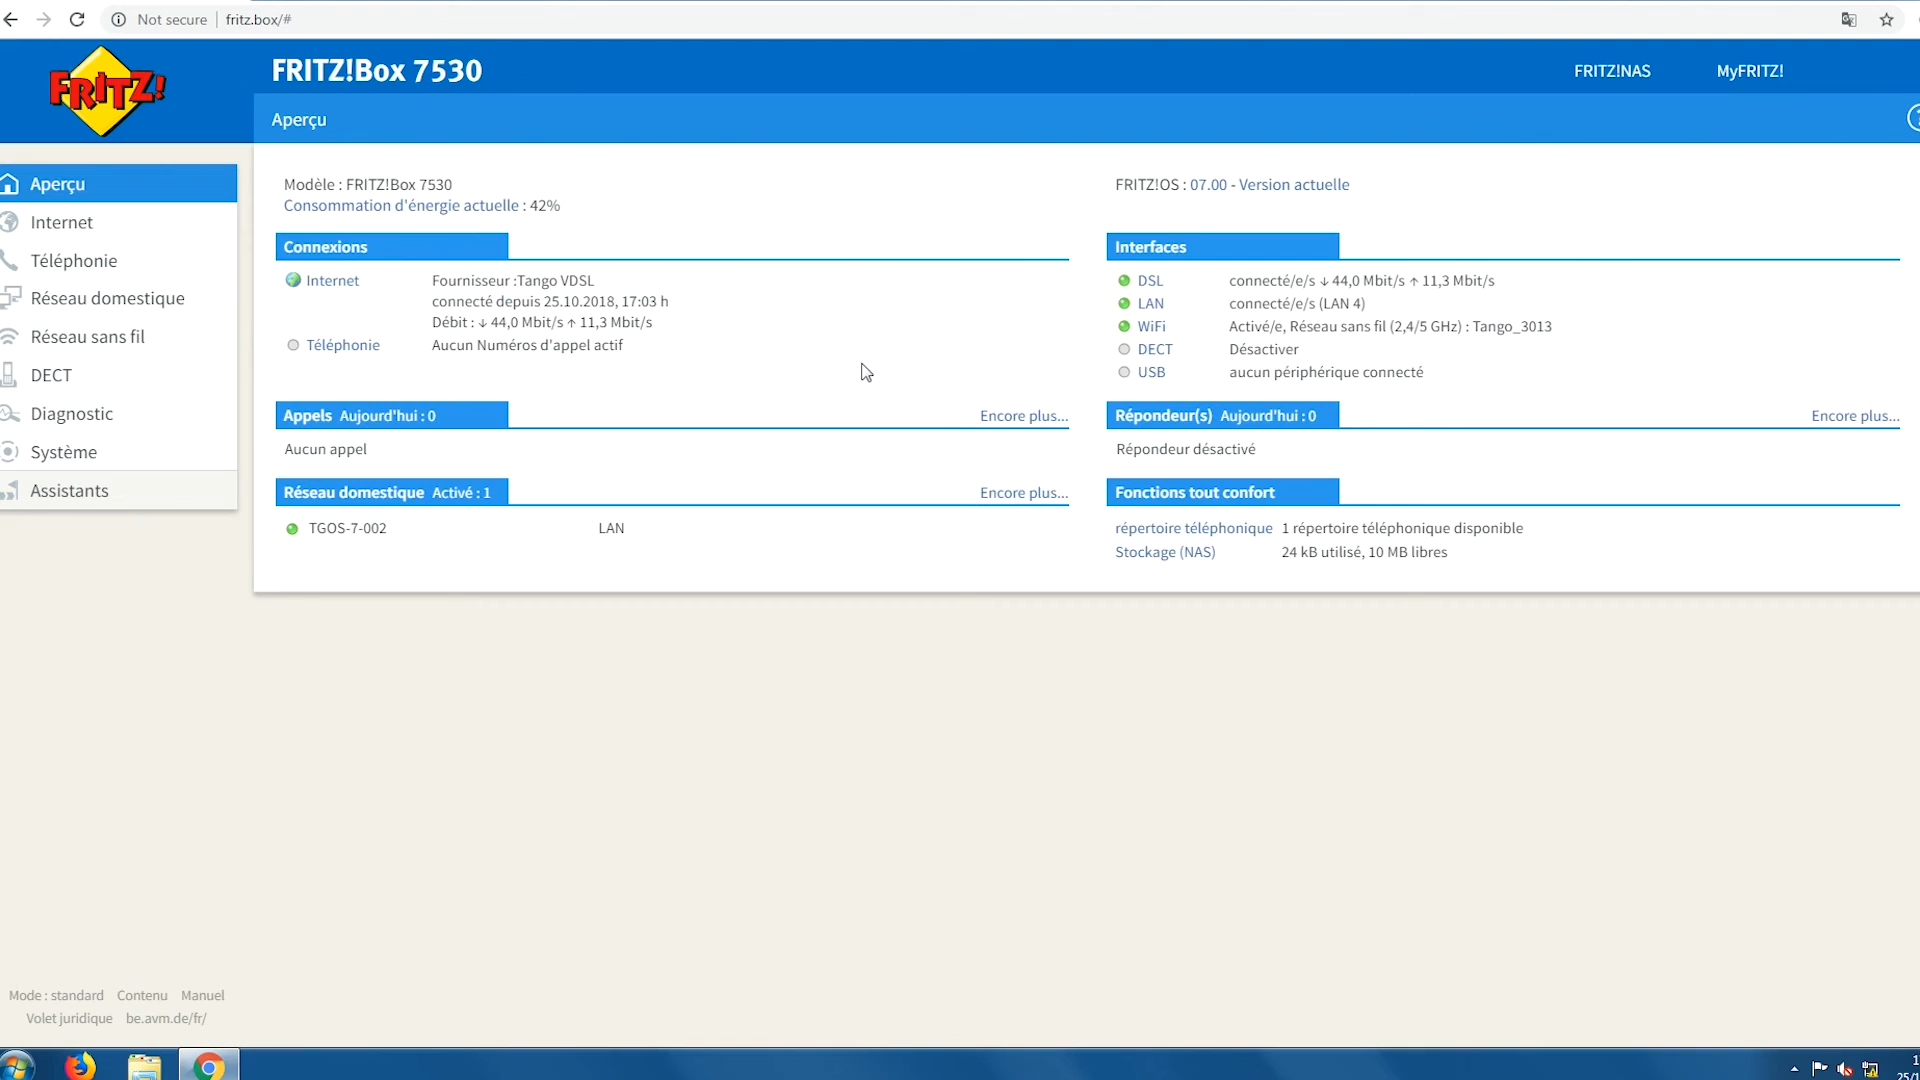 Not secure | fritz.box/#
FRITZ!
FRITZ!Box 7530
FRITZ!NAS
MyFRITZ!
Aperçu
Aperçu
Internet
Téléphonie
Réseau domestique
Réseau sans fil
DECT
Diagnostic
Système
Assistants
Modèle : FRITZ!Box 7530
Consommation d'énergie actuelle : 42%
FRITZ!OS : 07.00 - Version actuelle
Connexions
Internet Fournisseur :Tango VDSL
connecté depuis 25.10.2018, 17:03 h
Débit : ↓ 44,0 Mbit/s ↑ 11,3 Mbit/s
Téléphonie Aucun Numéros d'appel actif
Interfaces
DSL connecté/e/s ↓ 44,0 Mbit/s ↑ 11,3 Mbit/s
LAN connecté/e/s (LAN 4)
WiFi Activé/e, Réseau sans fil (2,4/5 GHz) : Tango_3013
DECT Désactiver
USB aucun périphérique connecté
Appels Aujourd'hui : 0 Encore plus...
Aucun appel
Répondeur(s) Aujourd'hui : 0 Encore plus...
Répondeur désactivé
Réseau domestique Activé : 1 Encore plus...
TGOS-7-002 LAN
Fonctions tout confort
répertoire téléphonique 1 répertoire téléphonique disponible
Stockage (NAS) 24 kB utilisé, 10 MB libres
Mode : standard Contenu Manuel
Volet juridique be.avm.de/fr/